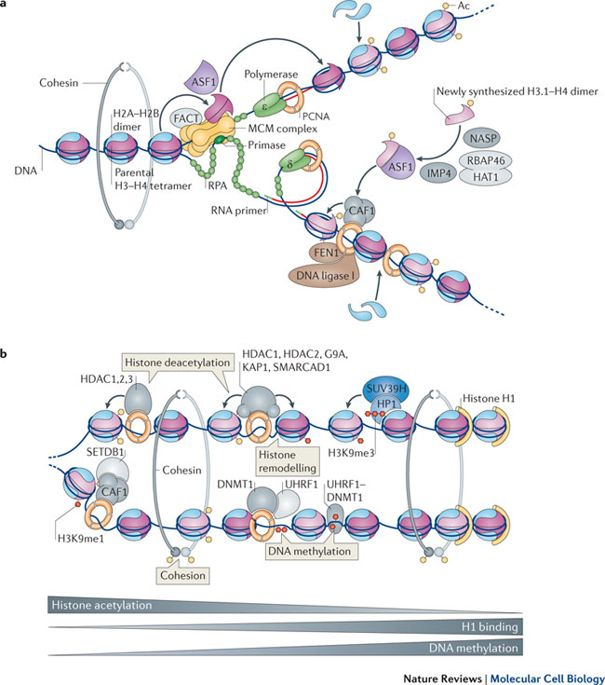 a
Ac
Cohesin
ASF1
Polymerase
ε
PCNA
Newly synthesized H3.1–H4 dimer
H2A–H2B
dimer
FACT
MCM complex
Primase
DNA
Parental
H3–H4 tetramer
RPA
RNA primer
δ
NASP
RBAP46
HAT1
ASF1
IMP4
CAF1
FEN1
DNA ligase I
b
Histone deacetylation
HDAC1, HDAC2, G9A,
KAP1, SMARCAD1
HDAC1,2,3
SUV39H
HP1
Histone H1
SETDB1
Cohesin
Histone
remodelling
H3K9me3
CAF1
DNMT1
UHRF1
UHRF1–
DNMT1
H3K9me1
DNA methylation
Cohesion
Histone acetylation
H1 binding
DNA methylation
Nature Reviews | Molecular Cell Biology